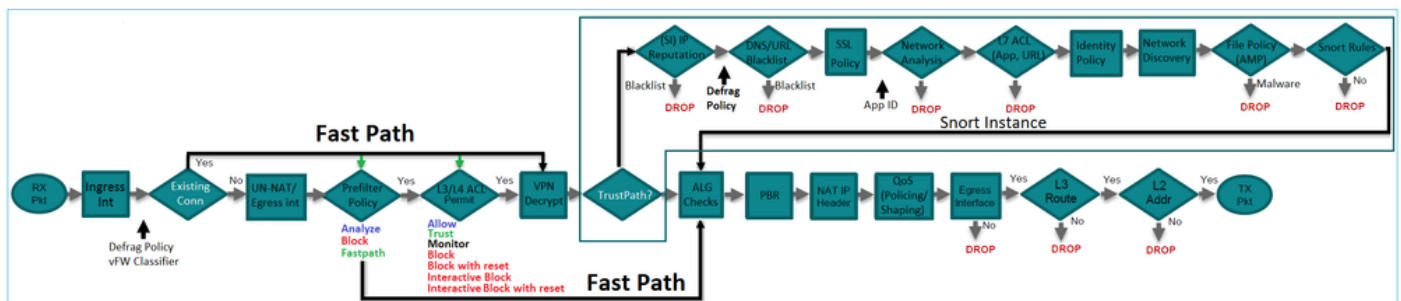 (SI) IP
Reputation
DNS/URL
Blacklist
SSL
Policy
Network
Analysis
L7 ACL
(App, URL)
Identity
Policy
Network
Discovery
File Policy
(AMP)
Snort Rules
Blacklist
Defrag
Policy
Blacklist
App ID
Malware
No
DROP
DROP
DROP
DROP
DROP
DROP
Snort Instance
Fast Path
Yes
RX
Pkt
Ingress
Int
Existing
Conn
No
UN-NAT/
Egress int
Prefilter
Policy
Yes
L3/L4 ACL
Permit
Yes
VPN
Decrypt
TrustPath?
ALG
Checks
PBR
NAT IP
Header
QoS
(Policing/
Shaping)
Egress
Interface
Yes
L3
Route
Yes
L2
Addr
Yes
TX
Pkt
Defrag Policy
vFW Classifier
Analyze
Block
Fastpath
Allow
Trust
Monitor
Block
Block with reset
Interactive Block
Interactive Block with reset
No
DROP
No
DROP
No
DROP
Fast Path